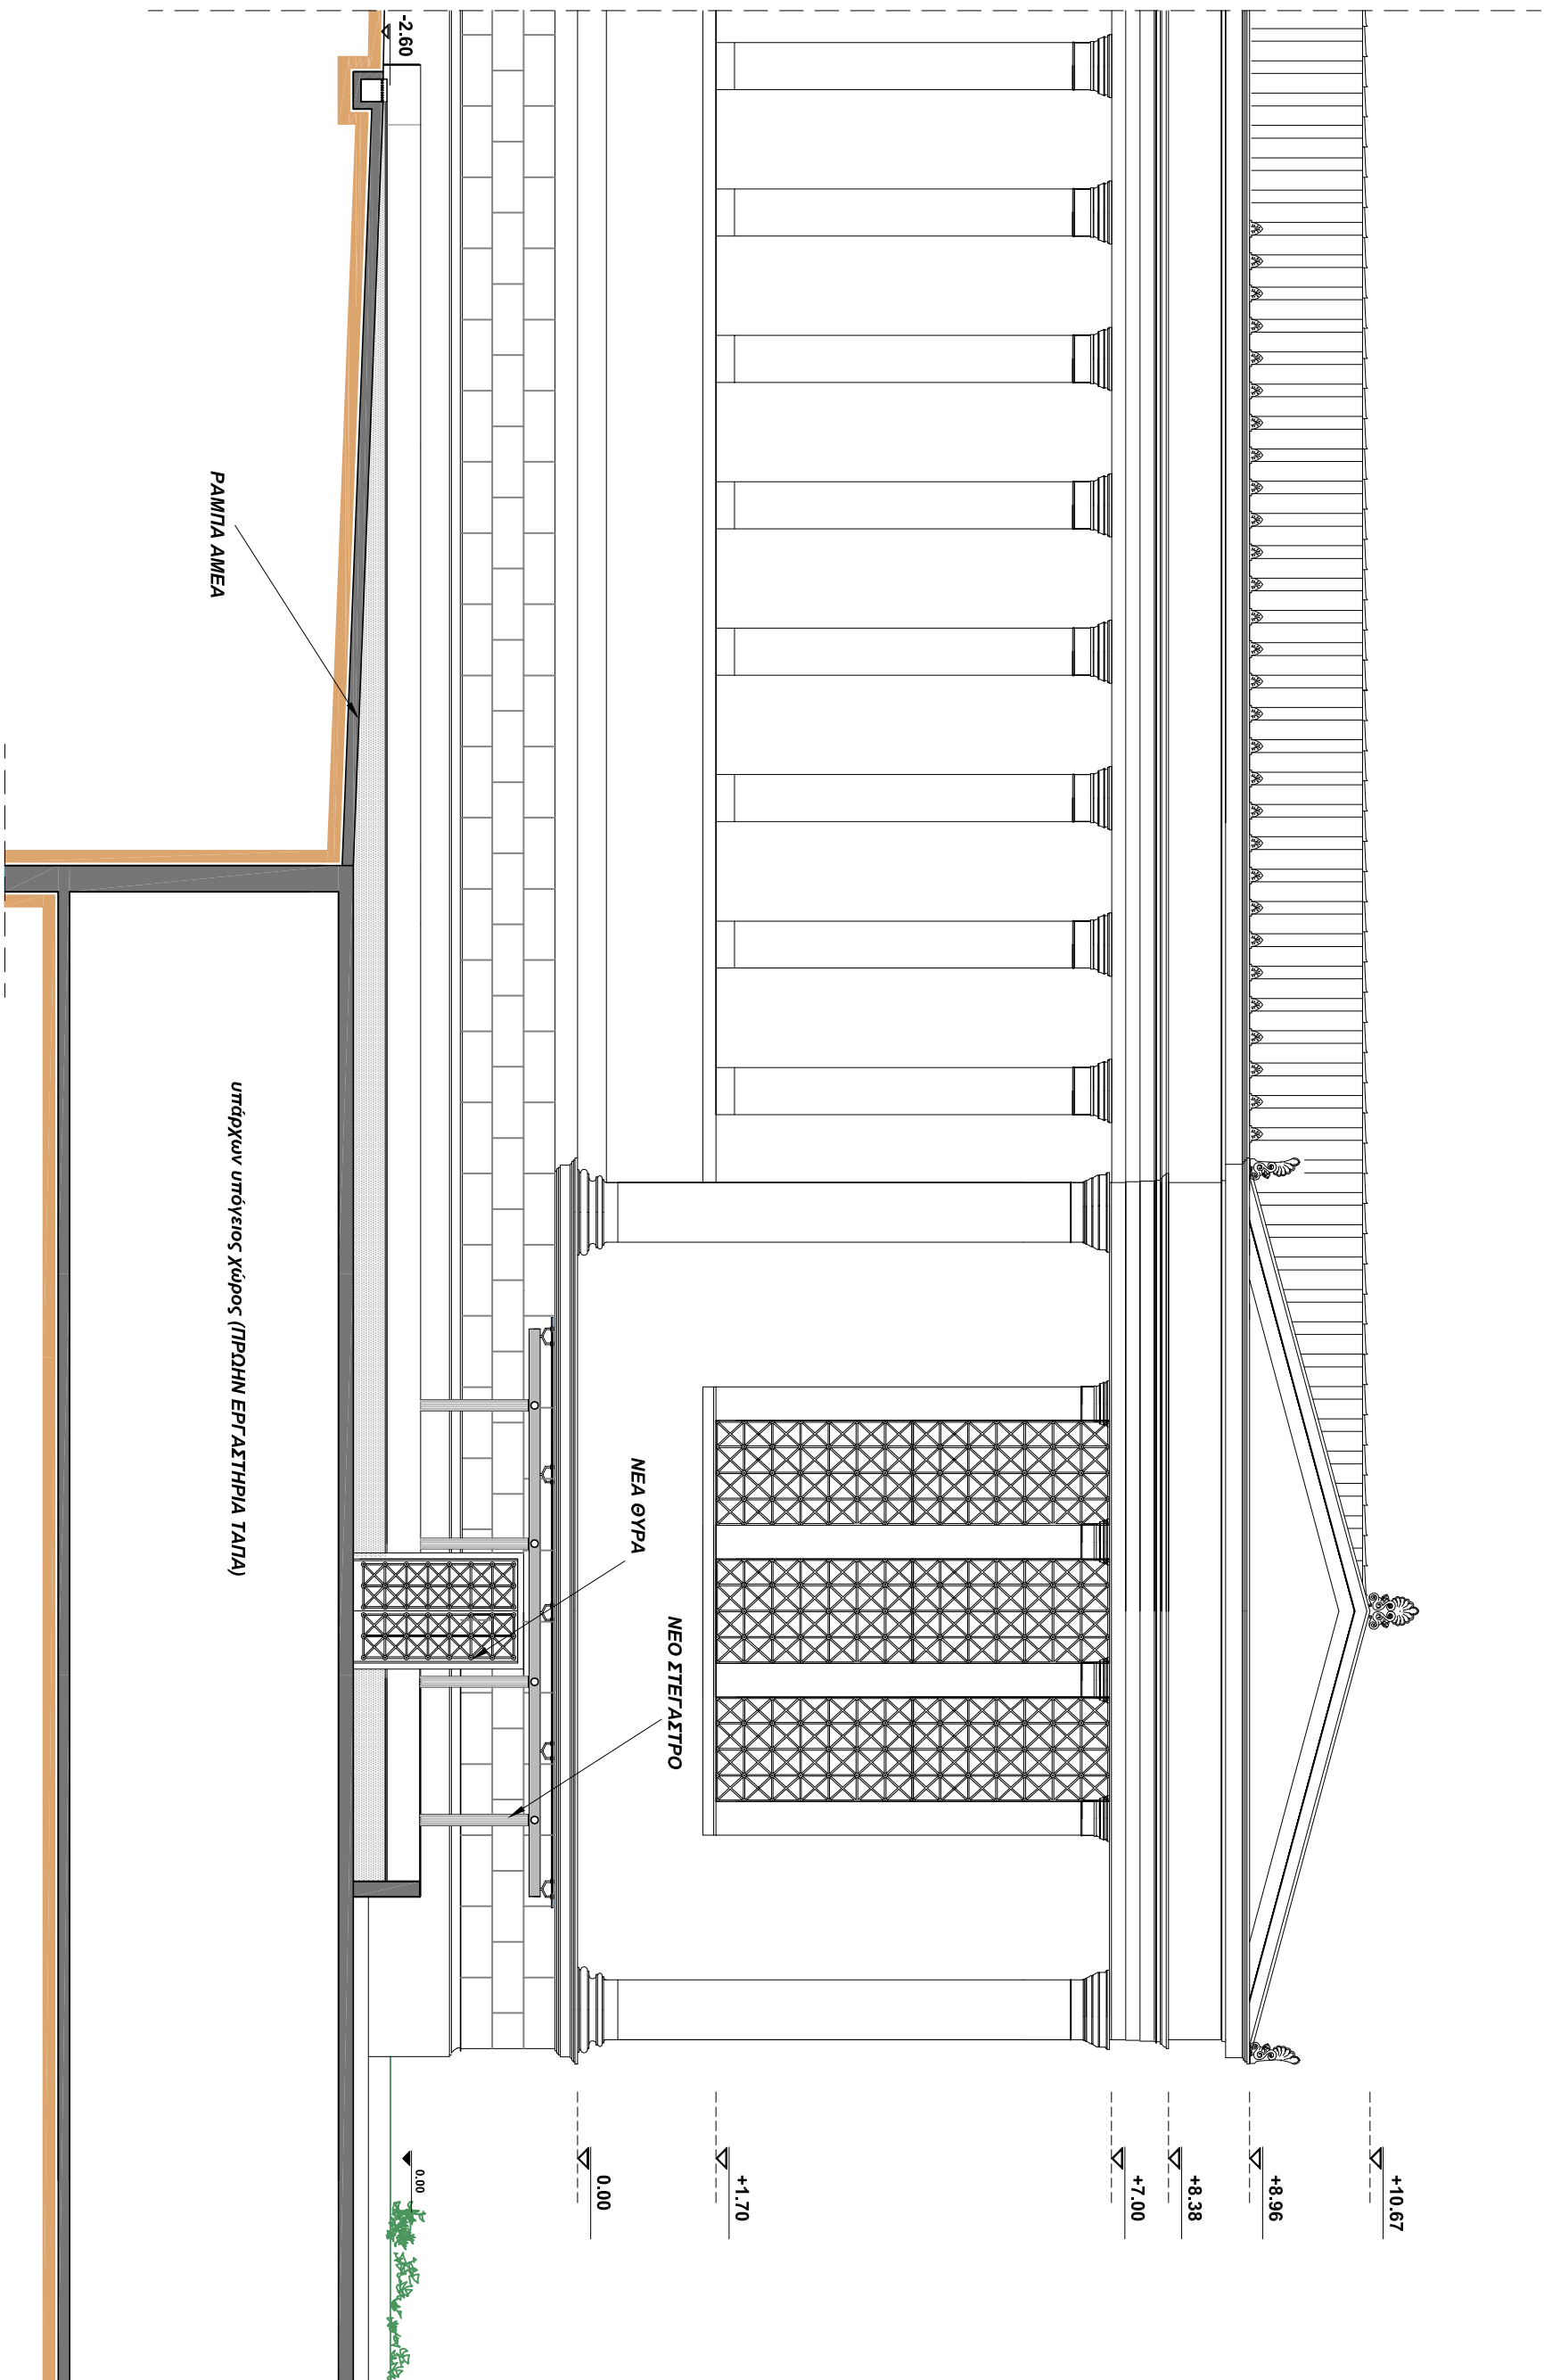 +10.67
+8.96
+8.38
+7.00
+1.70
0.00
0.00
-2.60
ΝΕΟ ΣΤΕΓΑΣΤΡΟ
ΝΕΑ ΘΥΡΑ
υπάρχων υπόγειος χώρος (ΠΡΩΗΝ ΕΡΓΑΣΤΗΡΙΑ ΤΑΠΑ)
ΡΑΜΠΑ ΑΜΕΑ